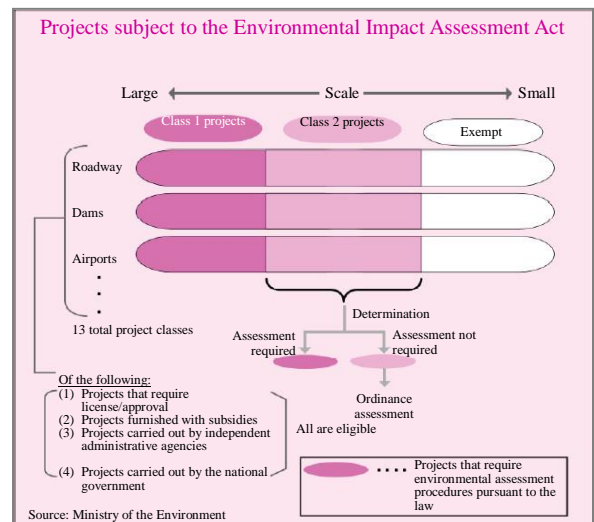 Projects subject to the Environmental Impact Assessment Act
Large
Scale
Small
Class 1 projects
Class 2 projects
Exempt
Roadway
Dams
Airports
13 total project classes
Determination
Assessment
required
Assessment not
required
Ordinance
assessment
Of the following:
(1) Projects that require
license/approval
(2) Projects furnished with subsidies
(3) Projects carried out by independent
administrative agencies
(4) Projects carried out by the national
government
All are eligible
Projects that require
environmental assessment
procedures pursuant to the
law
Source: Ministry of the Environment